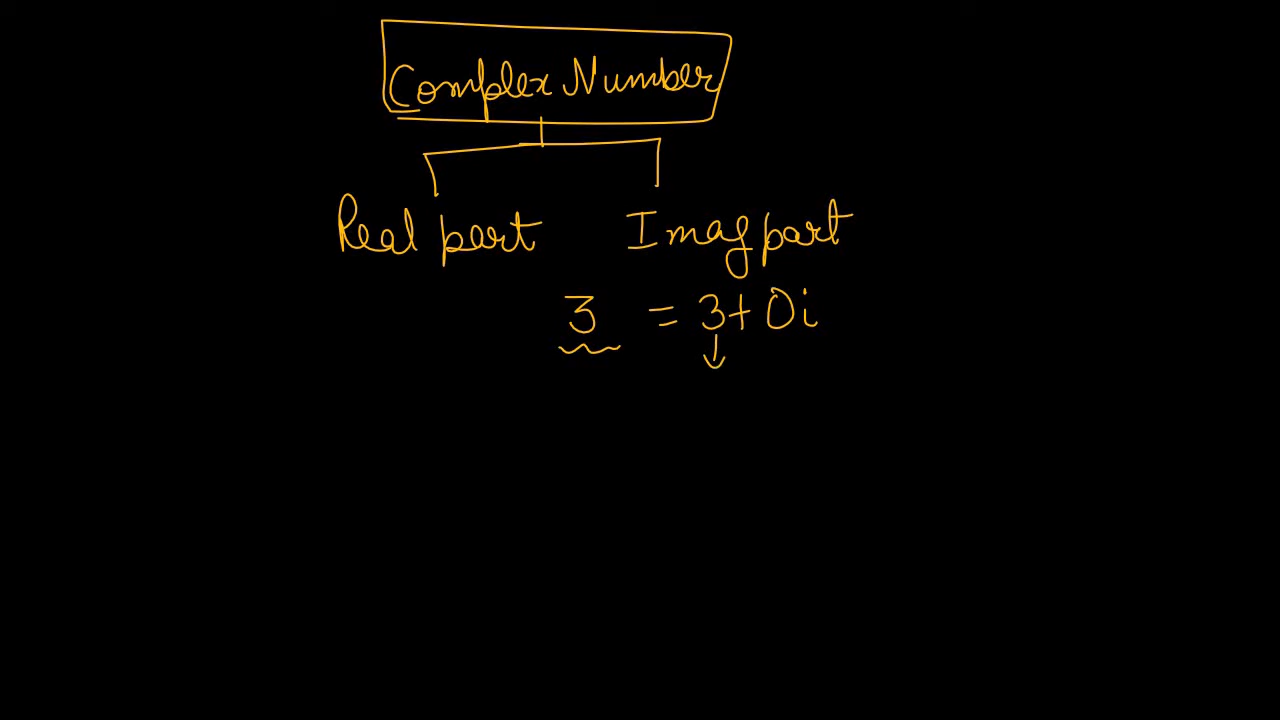 Complex Number
Real part Imag part
3 = 3 + 0i